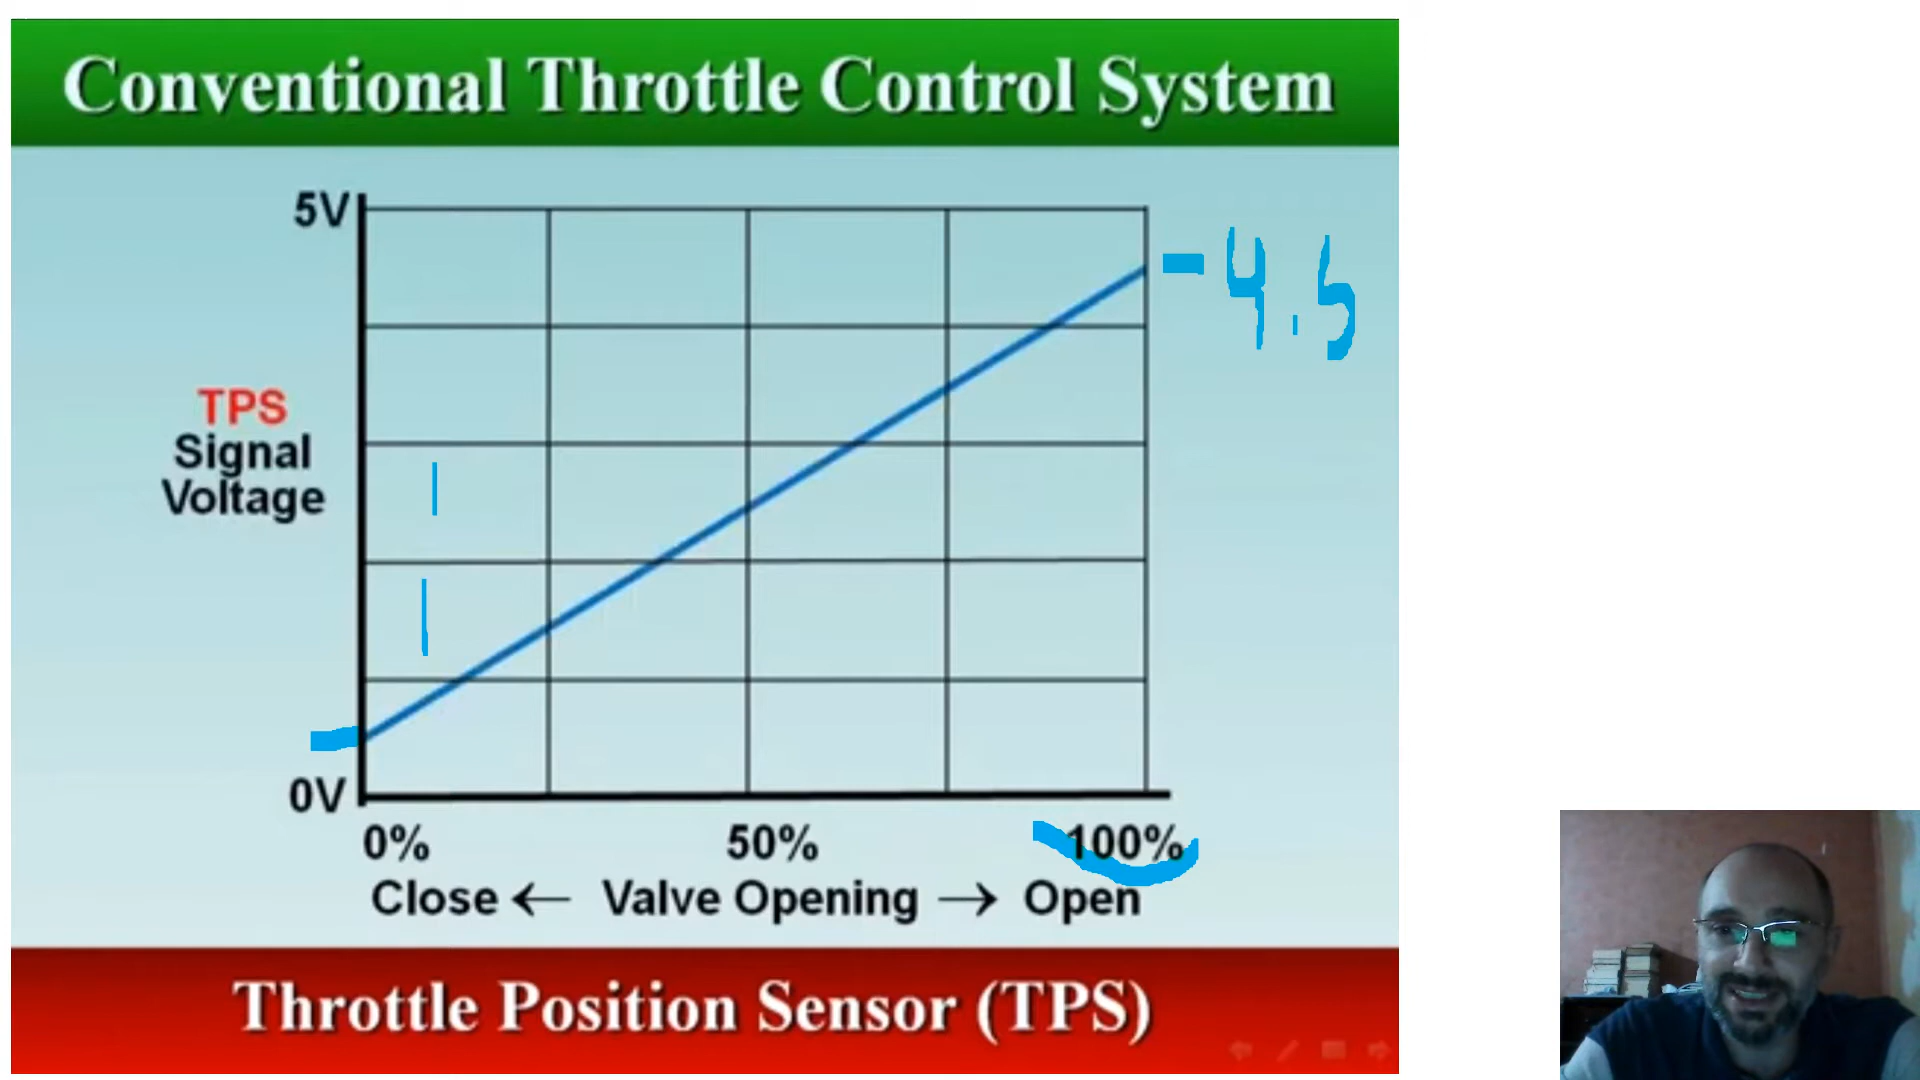 Conventional Throttle Control System
5V
- 4.5
TPS
Signal
Voltage
0V
0% 50% 100%
Close ← Valve Opening → Open
Throttle Position Sensor (TPS)